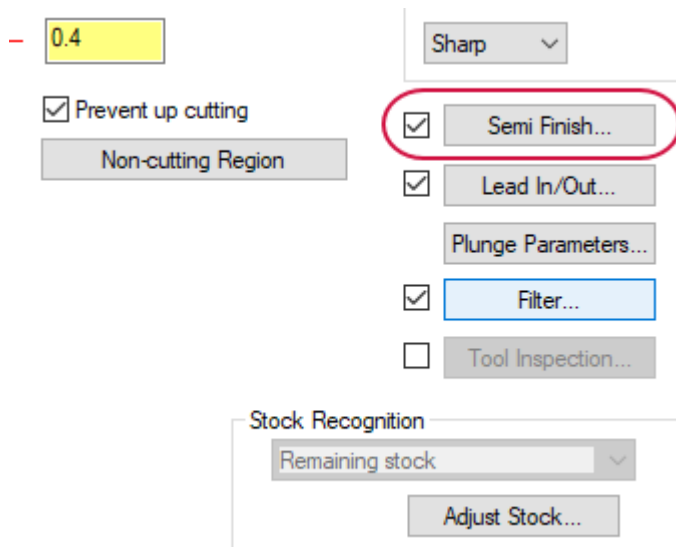 0.4
Sharp
Prevent up cutting
Semi Finish...
Non-cutting Region
Lead In/Out...
Plunge Parameters...
Filter...
Tool Inspection...
Stock Recognition
Remaining stock
Adjust Stock...